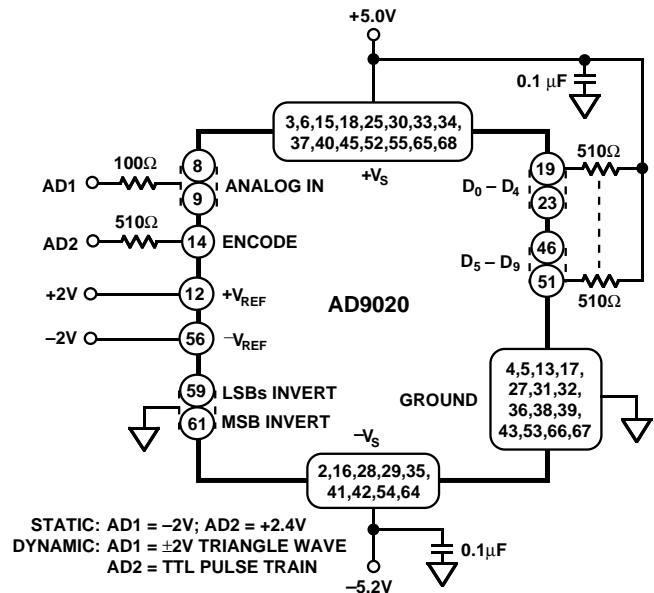 +5.0V
0.1 µF
3,6,15,18,25,30,33,34,
37,40,45,52,55,65,68
+VS
100Ω
AD1
8
9
ANALOG IN
510Ω
AD2
14
ENCODE
+2V
12
+VREF
–2V
56
–VREF
59
LSBs INVERT
61
MSB INVERT
AD9020
19
D0 – D4
23
510Ω
46
D5 – D9
51
510Ω
GROUND
4,5,13,17,
27,31,32,
36,38,39,
43,53,66,67
–VS
2,16,28,29,35,
41,42,54,64
0.1µF
–5.2V
STATIC: AD1 = –2V; AD2 = +2.4V
DYNAMIC: AD1 = ±2V TRIANGLE WAVE
AD2 = TTL PULSE TRAIN